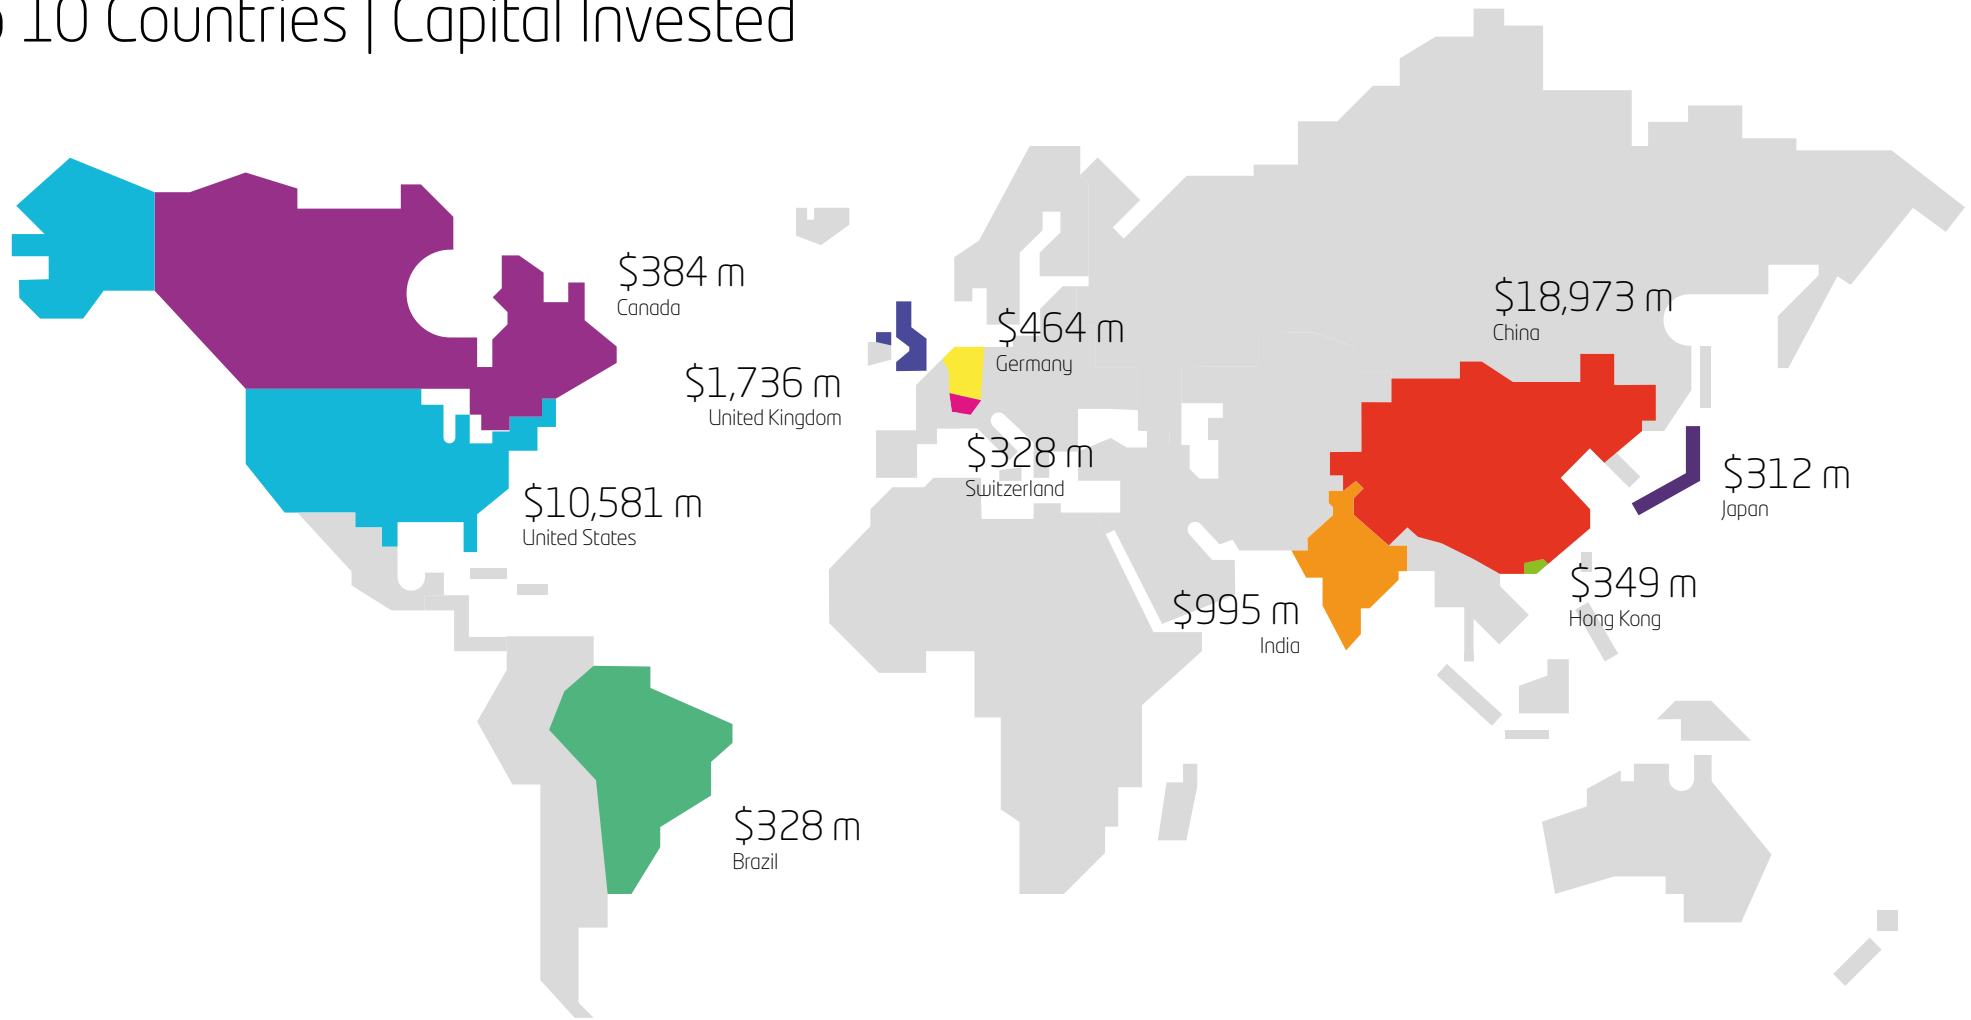 10 Countries | Capital Invested
$384 m
Canada
$18,973 m
China
$464 m
Germany
$1,736 m
United Kingdom
$328 m
Switzerland
$312 m
Japan
$10,581 m
United States
$349 m
Hong Kong
$995 m
India
$328 m
Brazil